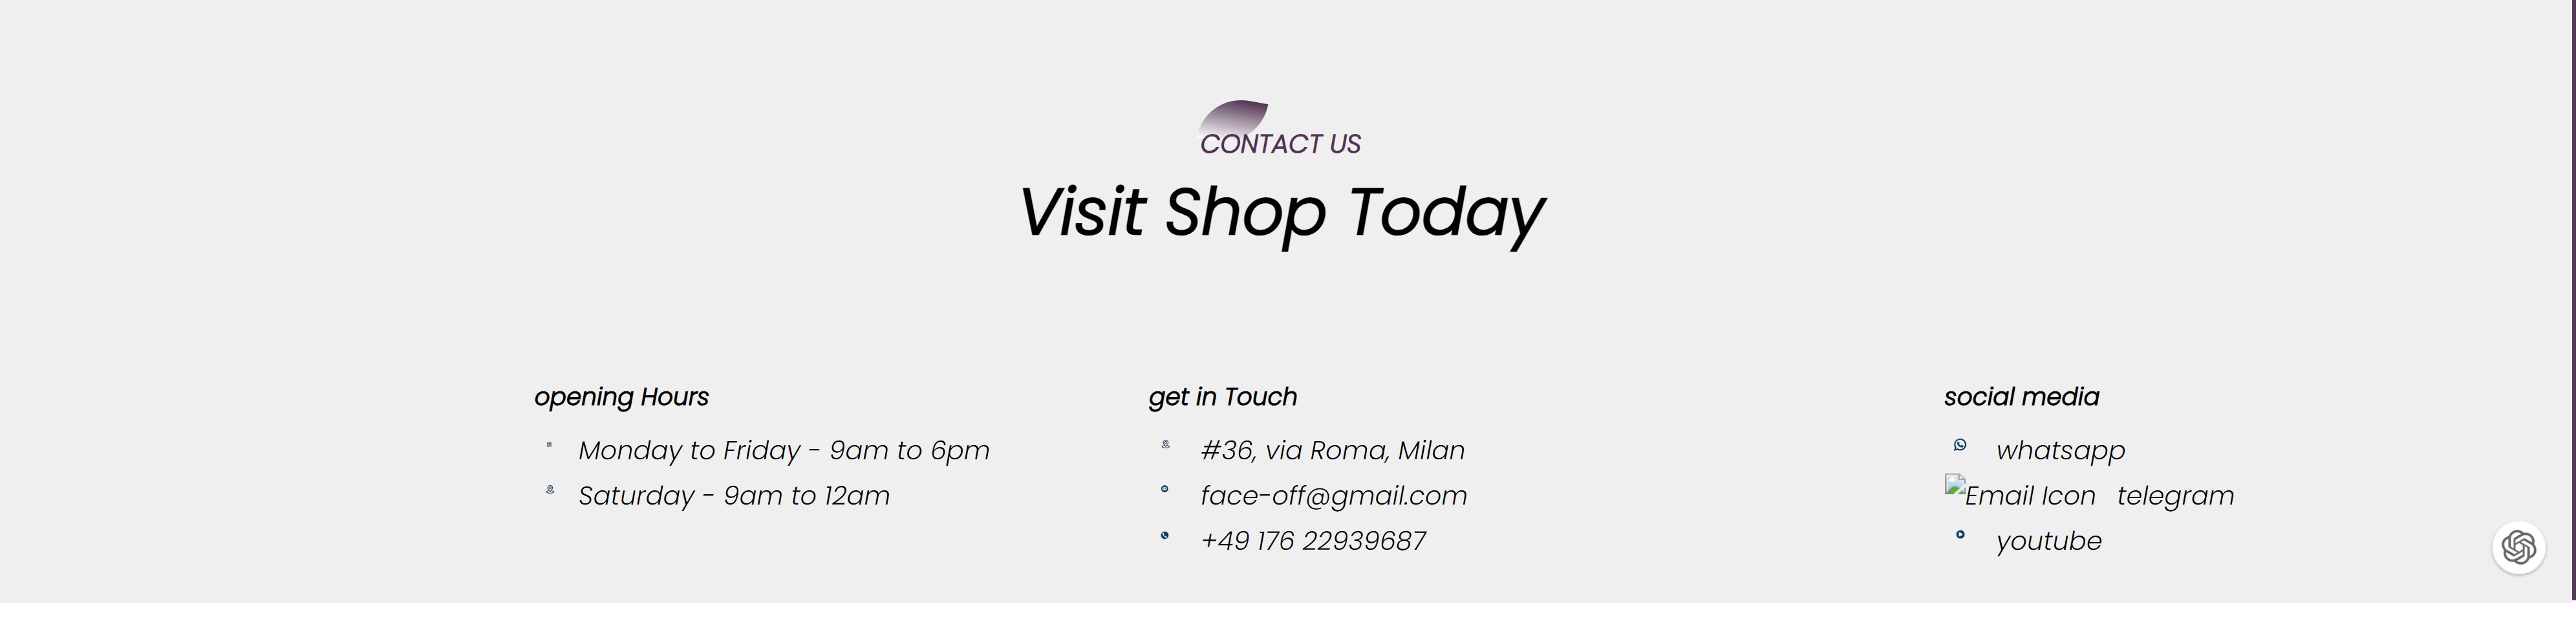 CONTACT US
Visit Shop Today
opening Hours
Monday to Friday - 9am to 6pm
Saturday - 9am to 12am
get in Touch
#36, via Roma, Milan
face-off@gmail.com
+49 176 22939687
social media
whatsapp
Email Icon telegram
youtube